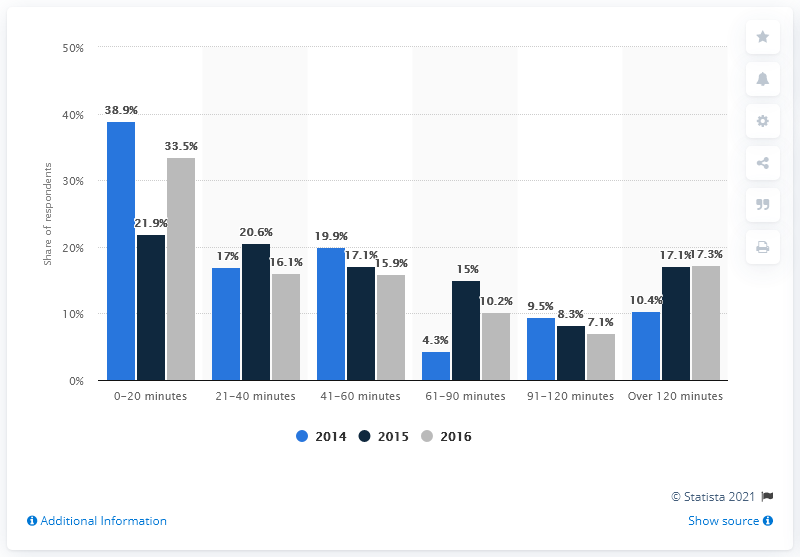 50%
40%
30%
20%
10%
0%
Share of respondents
38.9%
21.9%
33.5%
17%
20.6%
16.1%
19.9%
17.1%
15.9%
4.3%
15%
10.2%
9.5%
8.3%
7.1%
10.4%
17.1%
17.3%
0-20 minutes
21-40 minutes
41-60 minutes
61-90 minutes
91-120 minutes
Over 120 minutes
2014
2015
2016
© Statista 2021
Additional Information
Show source